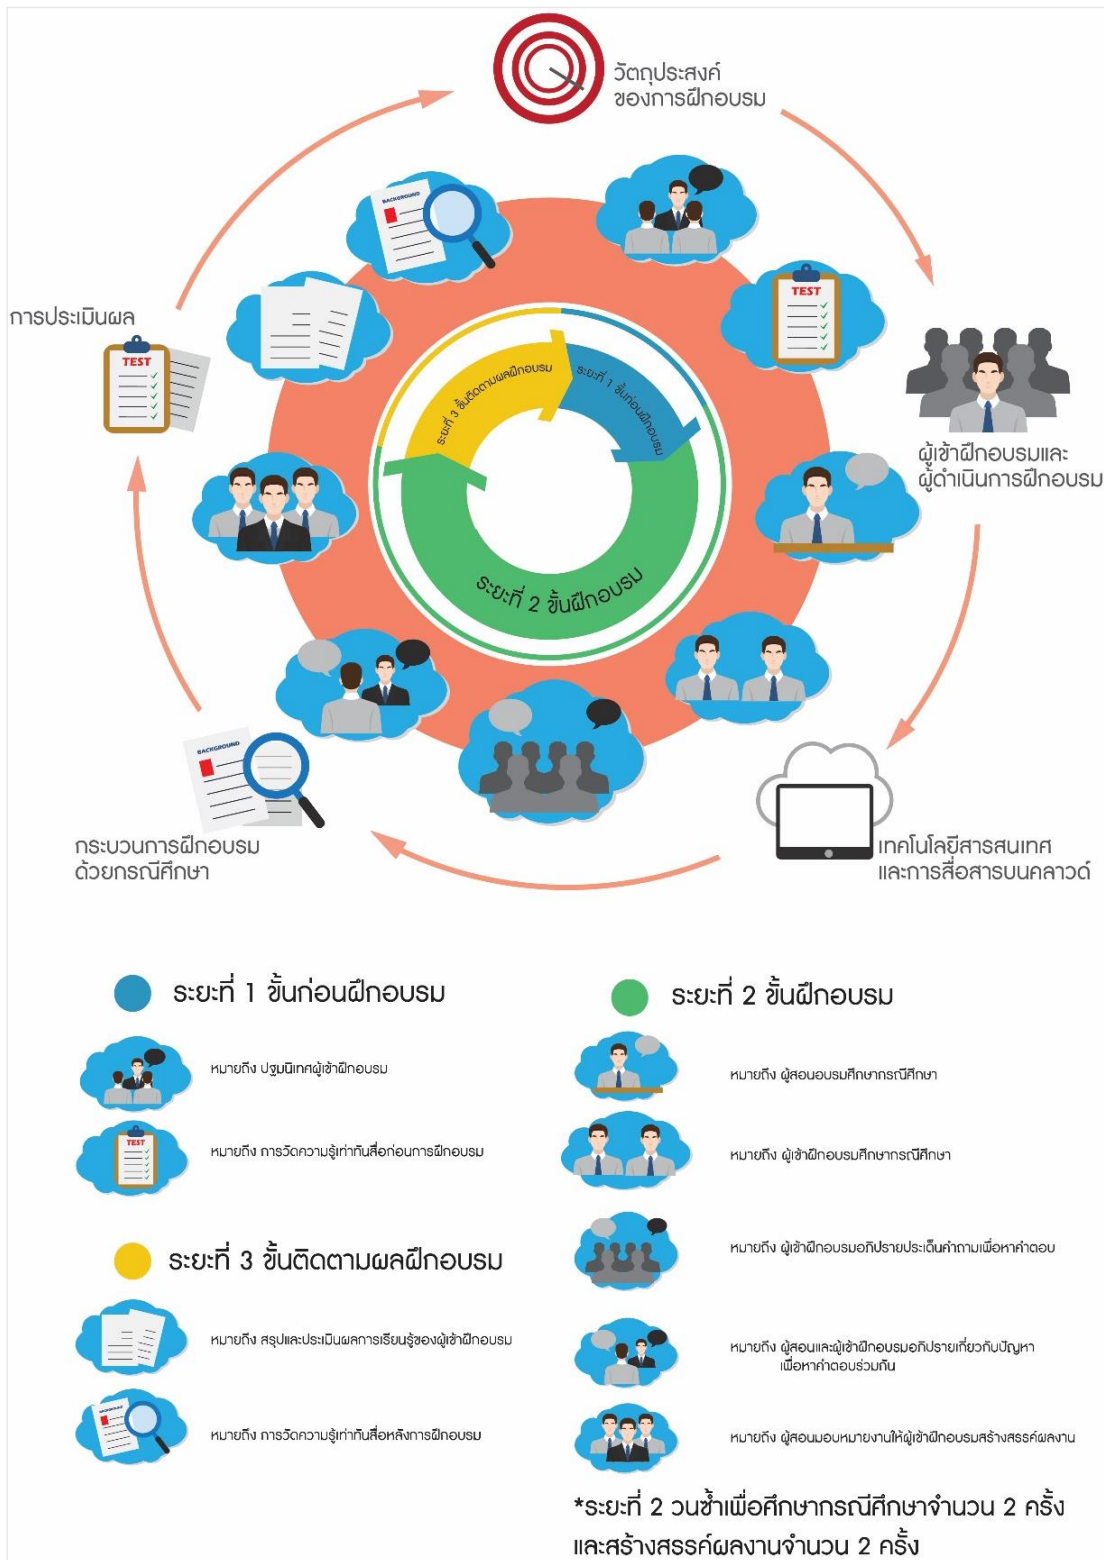 วัตถุประสงค์
ของการฝึกอบรม
BACKGROUND
TEST
การประเมินผล
TEST
ระยะที่ 3 ขั้นติดตามผลฝึกอบรม
ระยะที่ 1 ขั้นก่อนฝึกอบรม
ผู้เข้าฝึกอบรมและ
ผู้ดำเนินการฝึกอบรม
ระยะที่ 2 ขั้นฝึกอบรม
BACKGROUND
กระบวนการฝึกอบรม
ด้วยกรณีศึกษา
เทคโนโลยีสารสนเทศ
และการสื่อสารบนคลาวด์
ระยะที่ 1 ขั้นก่อนฝึกอบรม
หมายถึง ปฐมนิเทศผู้เข้าฝึกอบรม
TEST
หมายถึง การวัดความรู้เท่าทันสื่อก่อนการฝึกอบรม
ระยะที่ 3 ขั้นติดตามผลฝึกอบรม
หมายถึง สรุปและประเมินผลการเรียนรู้ของผู้เข้าฝึกอบรม
BACKGROUND
หมายถึง การวัดความรู้เท่าทันสื่อหลังการฝึกอบรม
ระยะที่ 2 ขั้นฝึกอบรม
หมายถึง ผู้สอนอบรมศึกษากรณีศึกษา
หมายถึง ผู้เข้าฝึกอบรมศึกษากรณีศึกษา
หมายถึง ผู้เข้าฝึกอบรมอภิปรายประเด็นคำถามเพื่อหาคำตอบ
หมายถึง ผู้สอนและผู้เข้าฝึกอบรมอภิปรายเกี่ยวกับปัญหา
เพื่อหาคำตอบร่วมกัน
หมายถึง ผู้สอนมอบหมายงานให้ผู้เข้าฝึกอบรมสร้างสรรค์ผลงาน
*ระยะที่ 2 วนซ้ำเพื่อศึกษากรณีศึกษาจำนวน 2 ครั้ง
และสร้างสรรค์ผลงานจำนวน 2 ครั้ง